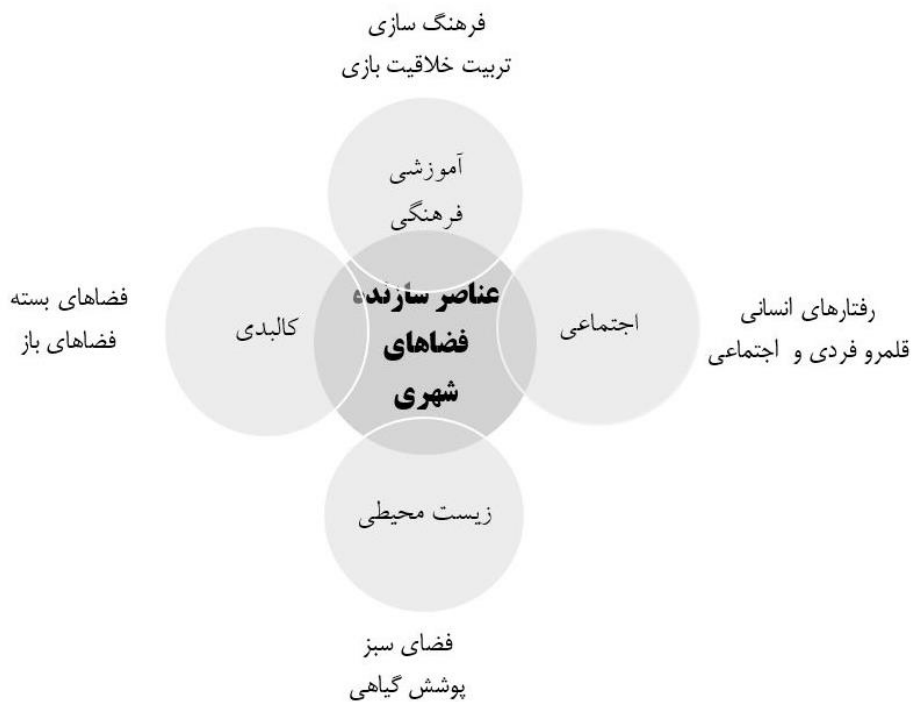 فرهنگ سازی
تربیت خلاقیت بازی
آموزشی
فرهنگی
عناصر سازنده
فضاهای
شهری
اجتماعی
رفتارهای انسانی
قلمرو فردی و اجتماعی
کالبدی
فضاهای بسته
فضاهای باز
زیست محیطی
فضای سبز
پوشش گیاهی